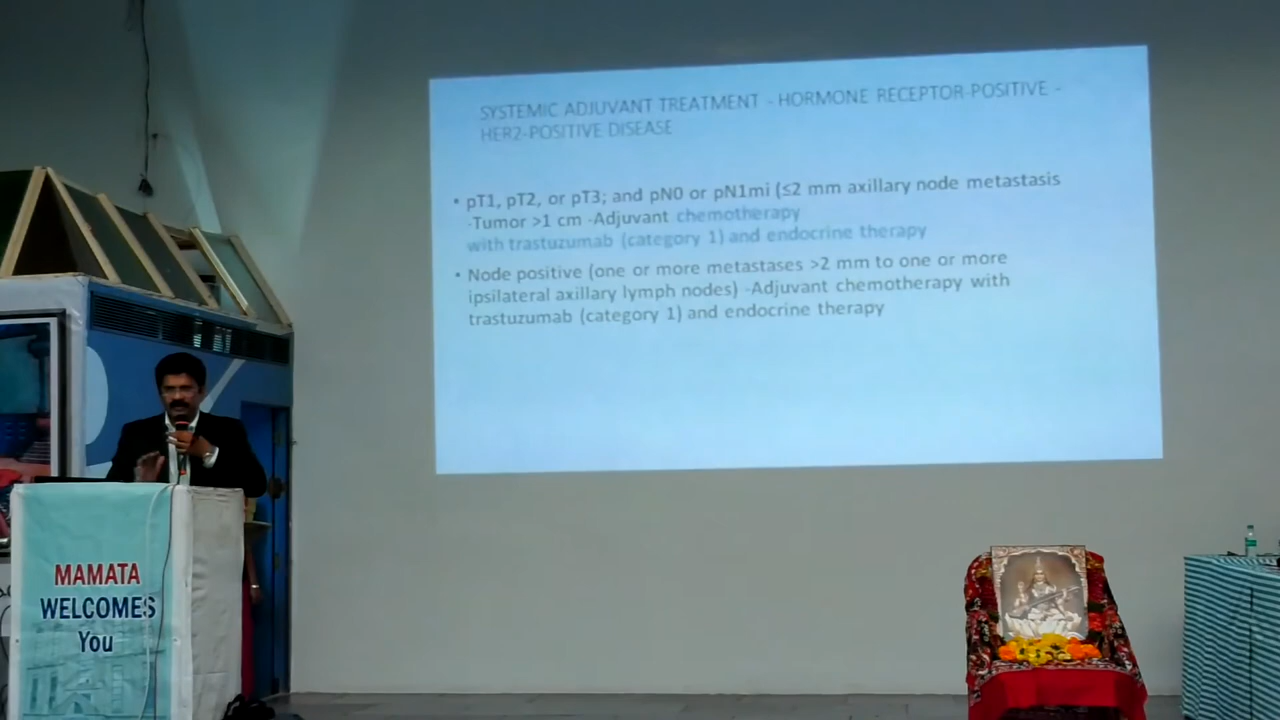 SYSTEMIC ADJUVANT TREATMENT - HORMONE RECEPTOR-POSITIVE -
HER2-POSITIVE DISEASE
• pT1, pT2, or pT3; and pN0 or pN1mi (≤2 mm axillary node metastasis
-Tumor >1 cm -Adjuvant chemotherapy
with trastuzumab (category 1) and endocrine therapy
• Node positive (one or more metastases >2 mm to one or more
ipsilateral axillary lymph nodes) -Adjuvant chemotherapy with
trastuzumab (category 1) and endocrine therapy
MAMATA
WELCOMES
You